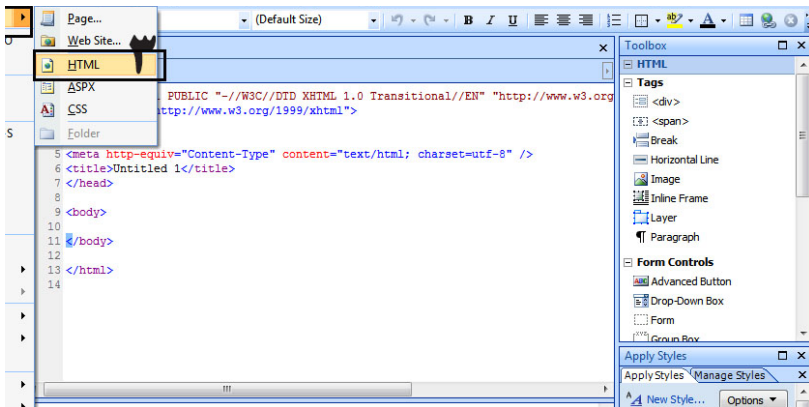 Page...
(Default Size)
B I U
Web Site...
۳
HTML
ASPX
CSS
Folder
S
PUBLIC "-//W3C//DTD XHTML 1.0 Transitional//EN" "http://www.w3.org
ttp://www.w3.org/1999/xhtml">
5 <meta http-equiv="Content-Type" content="text/html; charset=utf-8" />
6 <title>Untitled 1</title>
7 </head>
8
9 <body>
10
11 </body>
12
13 </html>
14
Toolbox
HTML
Tags
<div>
<span>
Break
Horizontal Line
Image
Inline Frame
Layer
Paragraph
Form Controls
Advanced Button
Drop-Down Box
Form
Group Box
Apply Styles
Apply Styles Manage Styles
New Style... Options